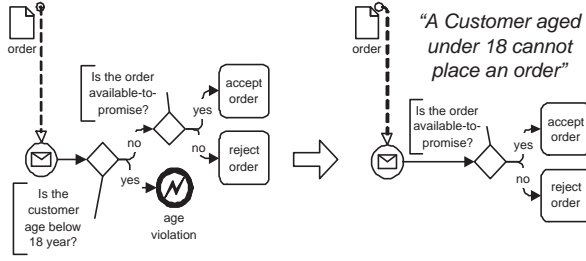 order
Is the order
available-to-
promise?
accept
order
yes
no
no
reject
order
yes
Is the
customer
age below
18 year?
age
violation
order
"A Customer aged
under 18 cannot
place an order"
Is the order
available-to-
promise?
accept
order
yes
no
reject
order